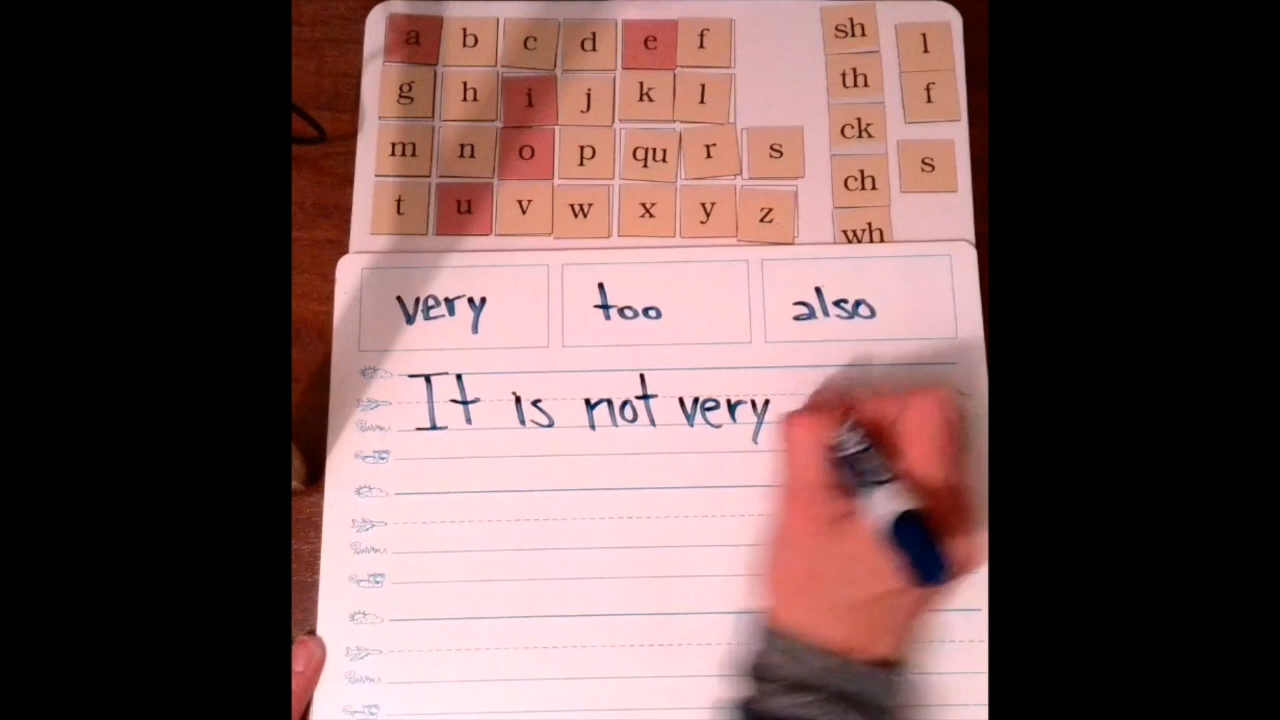 a b c d e f sh l
g h i j k l th f
m n o p qu r s ck s
t u v w x y z ch
wh
very too also
It is not very